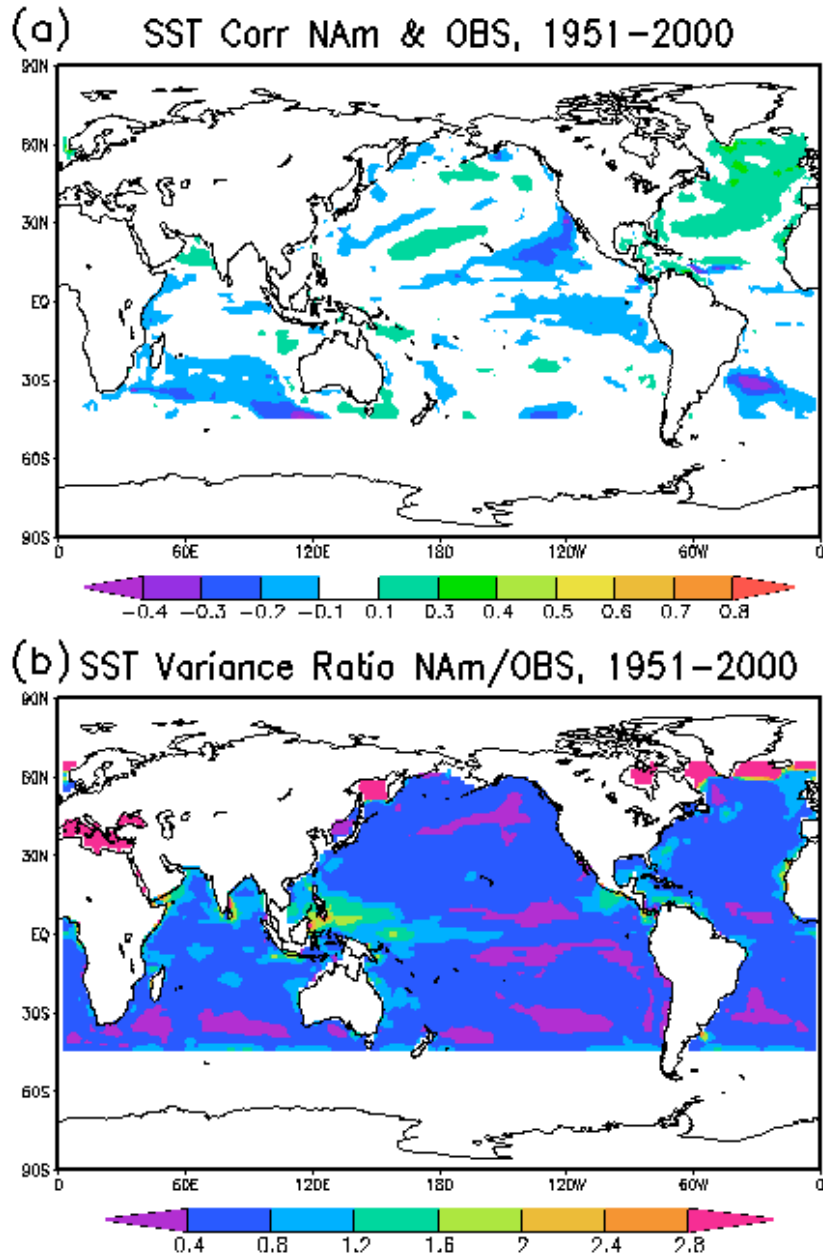 (a) SST Corr NAm & OBS, 1951-2000
90N
60N
30N
EQ
30S
60S
90S
0 60E 120E 180 120W 60W 0
-0.4 -0.3 -0.2 -0.1 0.1 0.3 0.4 0.5 0.6 0.7 0.8
(b) SST Variance Ratio NAm/OBS, 1951-2000
90N
60N
30N
EQ
30S
60S
90S
0 60E 120E 180 120W 60W 0
0.4 0.8 1.2 1.6 2 2.4 2.8